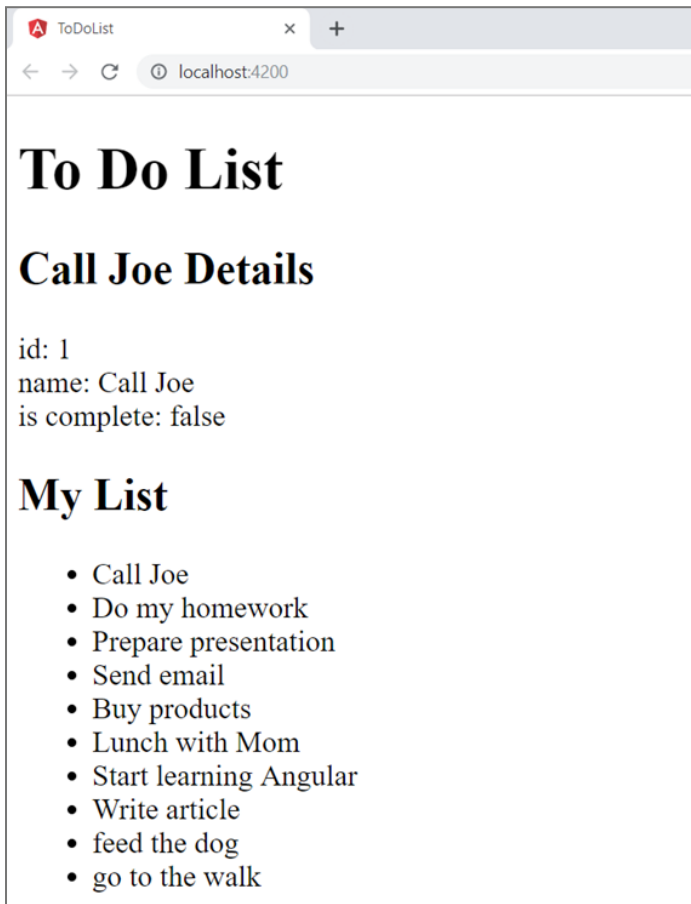 ToDoList
localhost:4200
To Do List
Call Joe Details
id: 1
name: Call Joe
is complete: false
My List
Call Joe
Do my homework
Prepare presentation
Send email
Buy products
Lunch with Mom
Start learning Angular
Write article
feed the dog
go to the walk